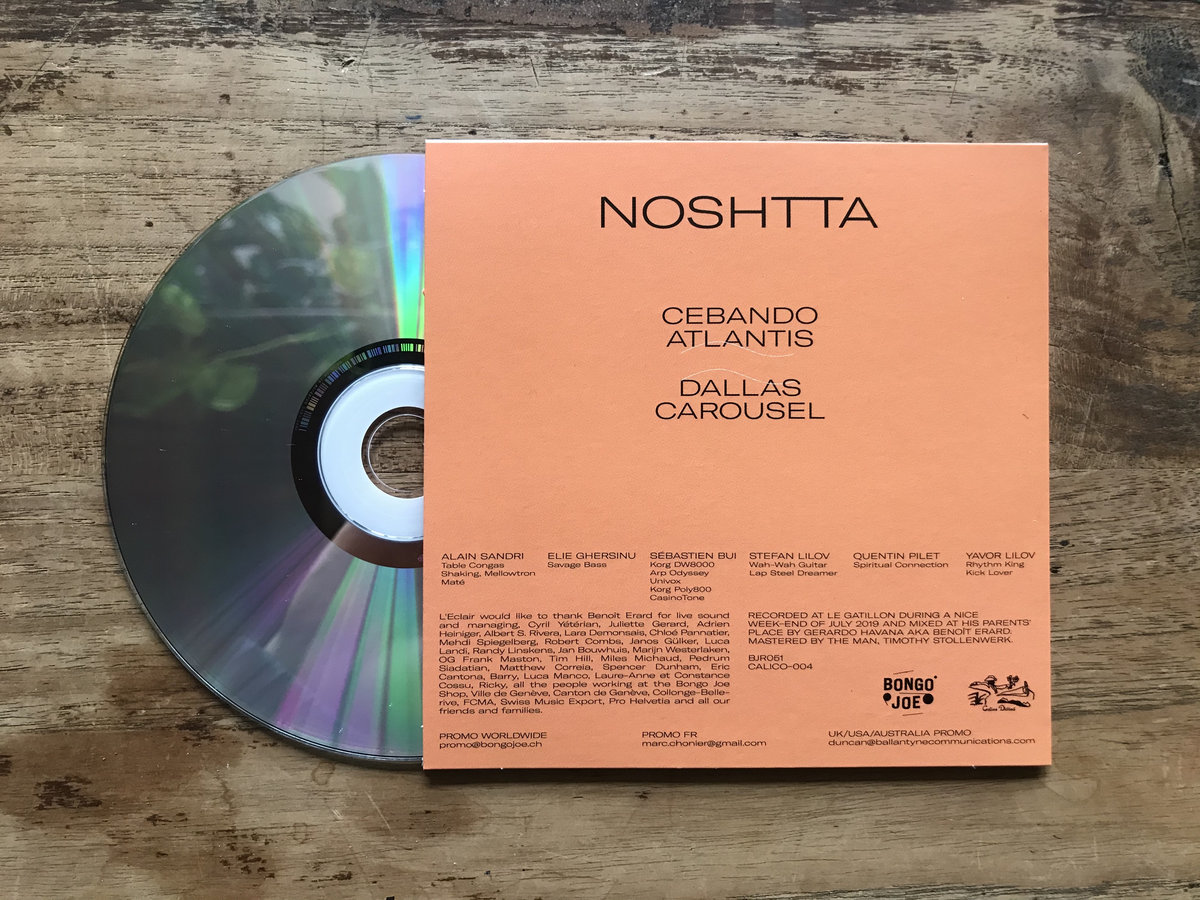 NOSHTTA
CEBANDO
ATLANTIS
DALLAS
CAROUSEL
ALAIN SANDRI
Table Congas
Shaking, Mellowtron
Maté
ELIE GHERSINU
Savage Bass
SÉBASTIEN BUI
Korg DW8000
Arp Odyssey
Univox
Korg Poly800
CasinoTone
STEFAN LILOV
Wah-Wah Guitar
Lap Steel Dreamer
QUENTIN PILET
Spiritual Connection
YAVOR LILOV
Rhythm King
Kick Lover
L'Eclair would like to thank Benoît Erard for live sound
and managing, Cyril Yétérian, Juliette Gerard, Adrien
Heiniger, Albert S. Rivera, Lara Demonsais, Chloé Pannatier,
Mehdi Spiegelberg, Robert Combs, Janos Gülker, Luca
Landi, Randy Linskens, Jan Bouwhuis, Marijn Westerlaken,
OG Frank Maston, Tim Hill, Miles Michaud, Pedrum
Siadatian, Matthew Correia, Spencer Dunham, Eric
Cantona, Barry, Luca Manco, Laure-Anne et Constance
Cossu, Ricky, all the people working at the Bongo Joe
Shop, Ville de Genève, Canton de Genève, Collonge-Belle-
rive, FCMA, Swiss Music Export, Pro Helvetia and all our
friends and families.
RECORDED AT LE GATILLON DURING A NICE
WEEK-END OF JULY 2019 AND MIXED AT HIS PARENTS'
PLACE BY GERARDO HAVANA AKA BENOÎT ERARD.
MASTERED BY THE MAN, TIMOTHY STOLLENWERK.
BJR051
CALICO-004
BONGO
JOE
PROMO WORLDWIDE
promo@bongojoe.ch
PROMO FR
marc.chonier@gmail.com
UK/USA/AUSTRALIA PROMO
duncan@ballantynecommunications.com